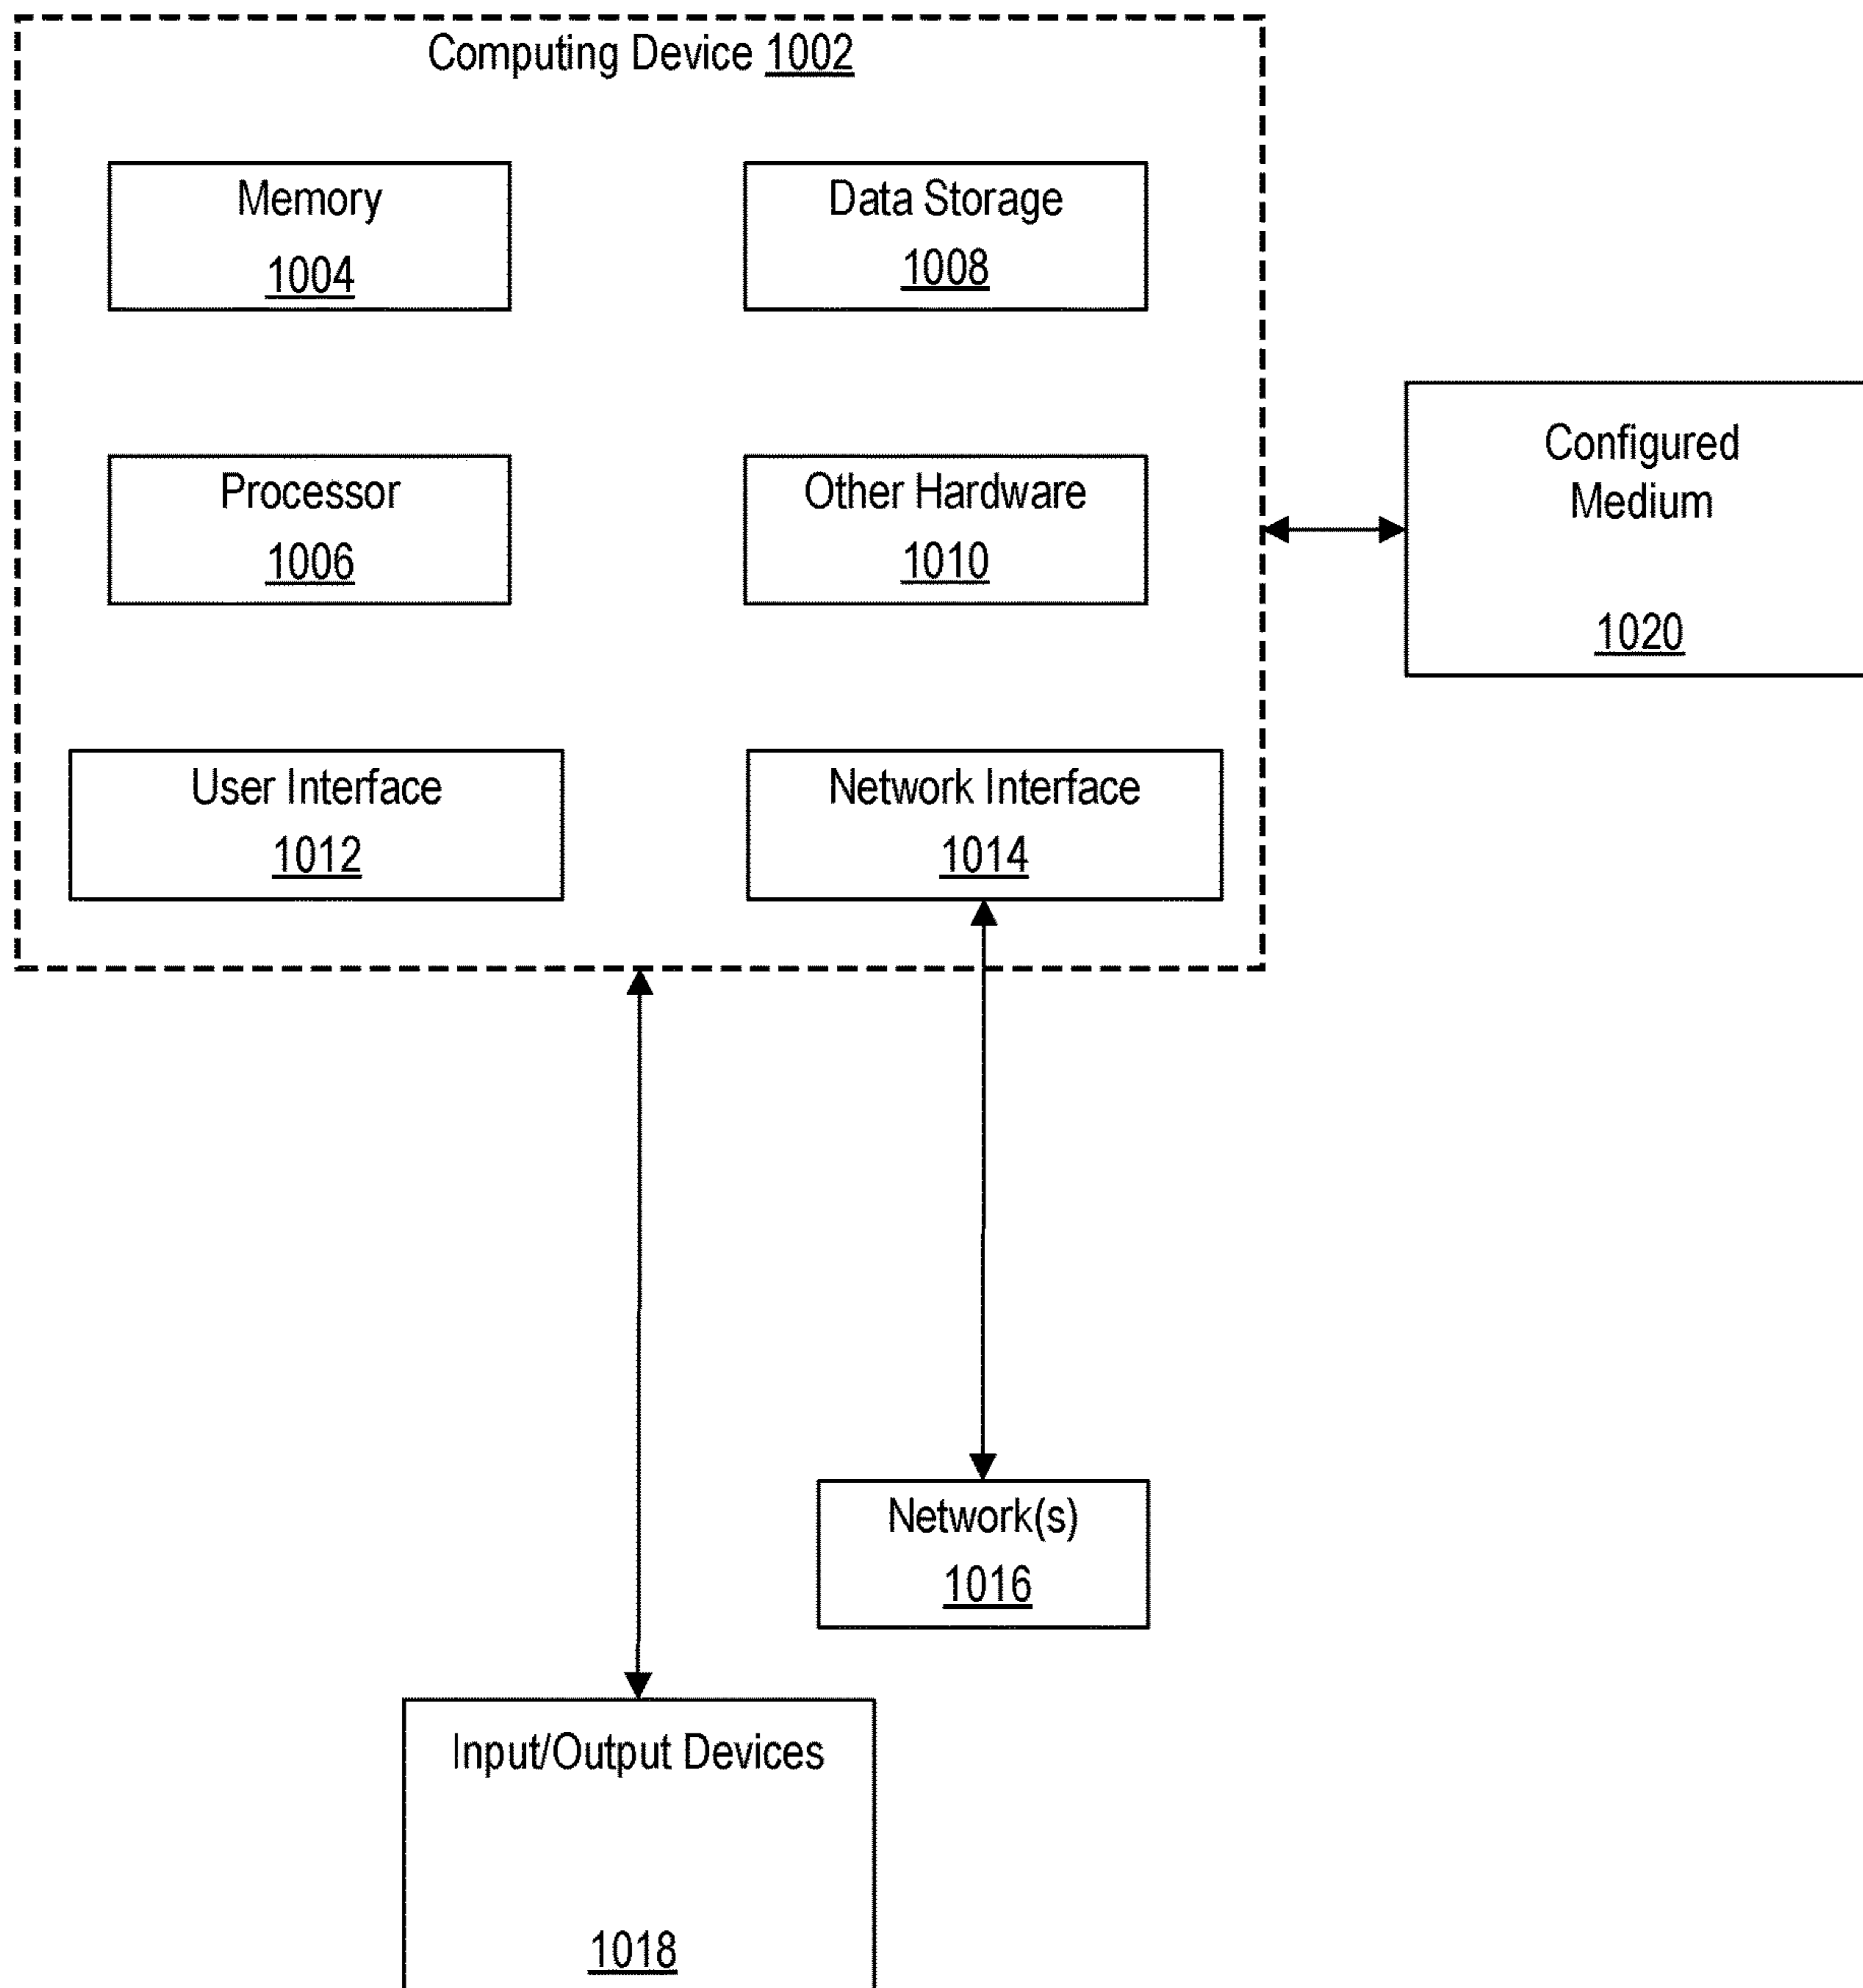 Computing Device 1002
Memory
1004
Data Storage
1008
Processor
1006
Other Hardware
1010
Configured
Medium
1020
User Interface
1012
Network Interface
1014
Network(s)
1016
Input/Output Devices
1018